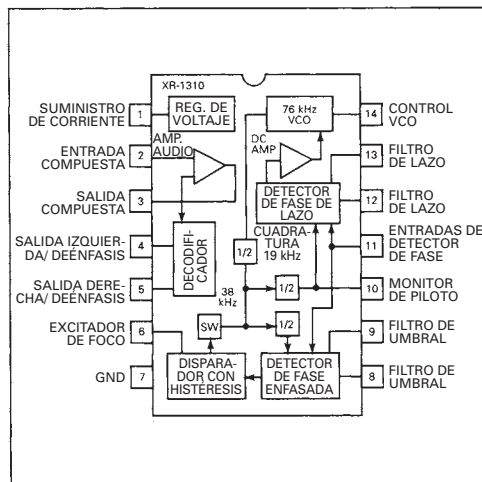 XR-1310
SUMINISTRO
DE CORRIENTE
1
REG. DE
VOLTAJE
76 kHz
VCO
14
CONTROL
VCO
ENTRADA
COMPUESTA
2
AMP.
AUDIO
DC
AMP
13
FILTRO
DE LAZO
SALIDA
COMPUESTA
3
DETECTOR
DE FASE DE
LAZO
12
FILTRO
DE LAZO
SALIDA IZQUIER-
DA/ DEÉNFASIS
4
DECODIFI-
CADOR
1/2
CUADRA-
TURA
19 kHz
11
ENTRADAS DE
DETECTOR
DE FASE
SALIDA DERE-
CHA/ DEÉNFASIS
5
38
kHz
1/2
10
MONITOR
DE PILOTO
EXCITADOR
DE FOCO
6
SW
1/2
9
FILTRO DE
UMBRAL
GND
7
DISPARA-
DOR CON
HISTÉRESIS
DETECTOR
DE FASE
ENFASADA
8
FILTRO DE
UMBRAL